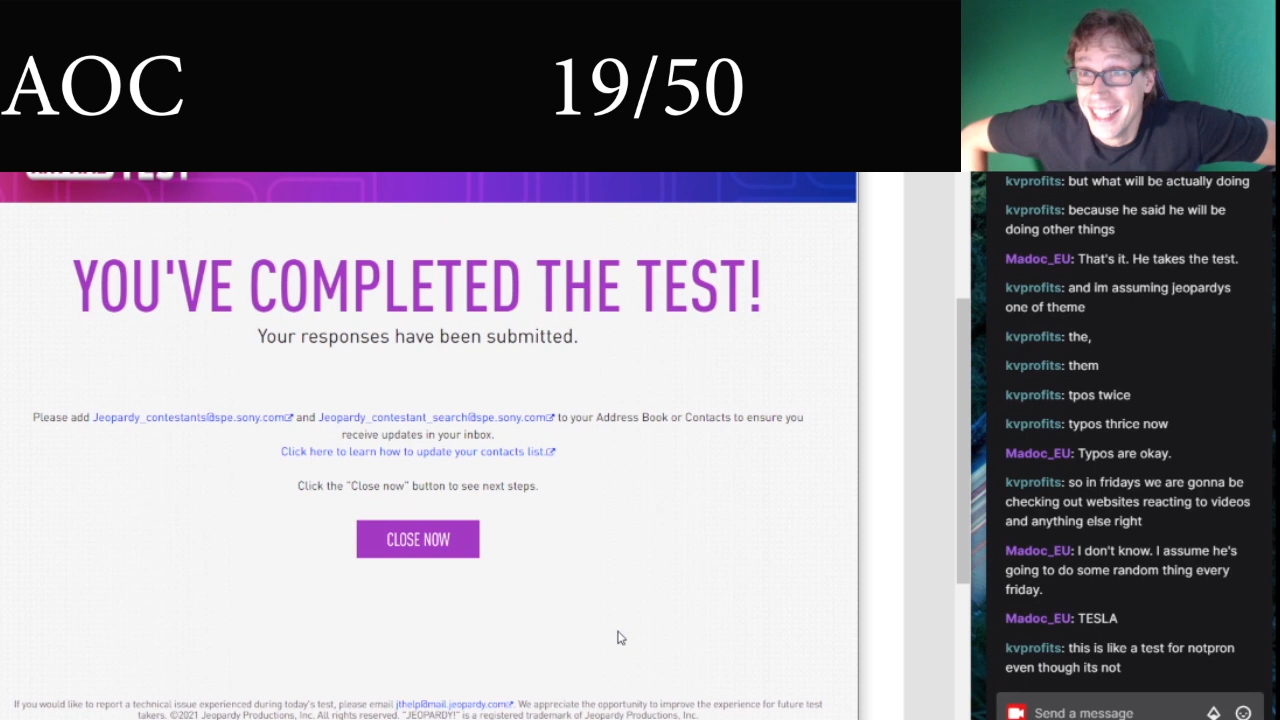 AOC
19/50
TEST
YOU'VE COMPLETED THE TEST!
Your responses have been submitted.
Please add Jeopardy_contestants@spe.sony.com and Jeopardy_contestant_search@spe.sony.com to your Address Book or Contacts to ensure you
receive updates in your inbox.
Click here to learn how to update your contacts list.
Click the "Close now" button to see next steps.
CLOSE NOW
If you would like to report a technical issue experienced during today's test, please email jthelp@mail.jeopardy.com. We appreciate the opportunity to improve the experience for future test
takers. ©2021 Jeopardy Productions, Inc. All rights reserved. "JEOPARDY!" is a registered trademark of Jeopardy Productions, Inc.
kvprofits: but what will be actually doing
kvprofits: because he said he will be
doing other things
Madoc_EU: That's it. He takes the test.
kvprofits: and im assuming jeopardys
one of theme
kvprofits: the,
kvprofits: them
kvprofits: tpos twice
kvprofits: typos thrice now
Madoc_EU: Typos are okay.
kvprofits: so in fridays we are gonna be
checking out websites reacting to videos
and anything else right
Madoc_EU: I don't know. I assume he's
going to do some random thing every
friday.
Madoc_EU: TESLA
kvprofits: this is like a test for notpron
even though its not
Send a message